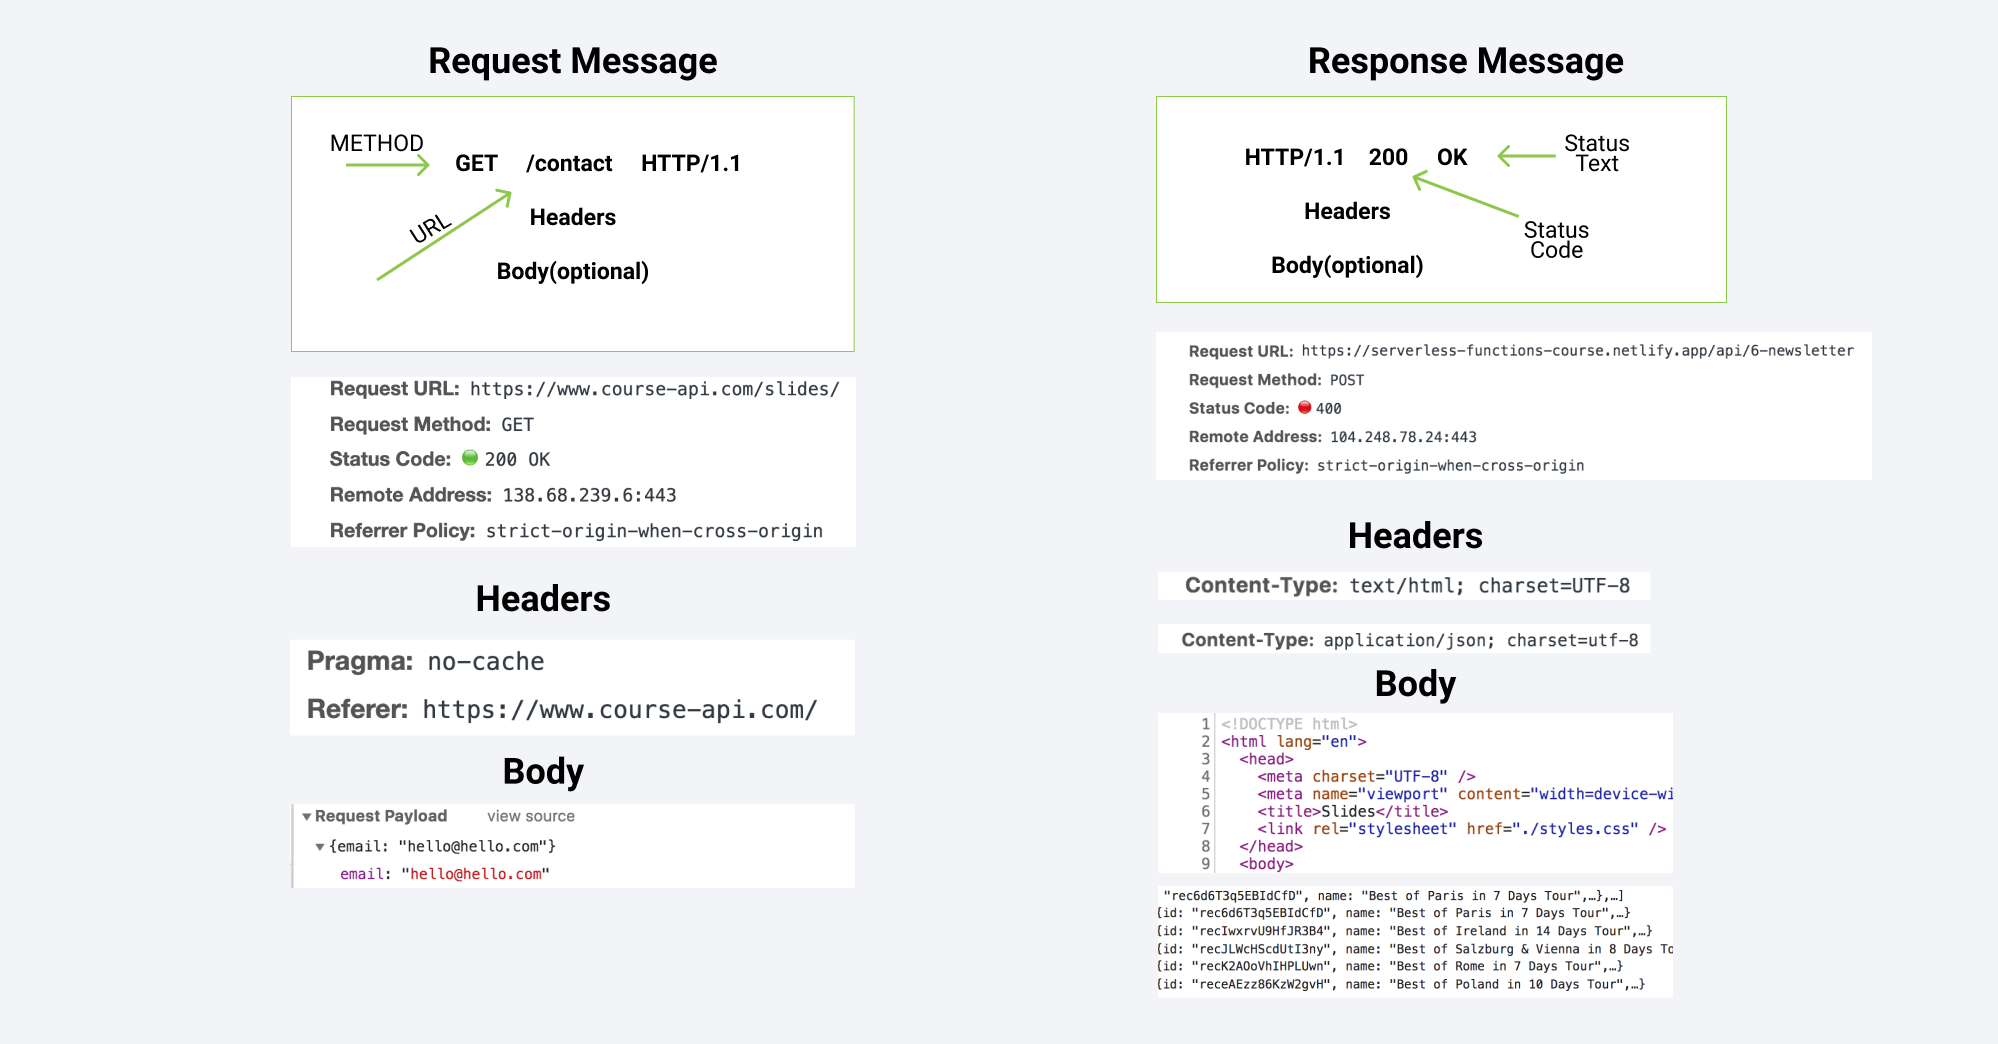 Request Message
METHOD
GET /contact HTTP/1.1
URL
Headers
Body(optional)
Request URL: https://www.course-api.com/slides/
Request Method: GET
Status Code: 200 OK
Remote Address: 138.68.239.6:443
Referrer Policy: strict-origin-when-cross-origin
Headers
Pragma: no-cache
Referer: https://www.course-api.com/
Body
Request Payload view source
{email: "hello@hello.com"}
email: "hello@hello.com"
Response Message
HTTP/1.1 200 OK
Status
Text
Headers
Status
Code
Body(optional)
Request URL: https://serverless-functions-course.netlify.app/api/6-newsletter
Request Method: POST
Status Code: 400
Remote Address: 104.248.78.24:443
Referrer Policy: strict-origin-when-cross-origin
Headers
Content-Type: text/html; charset=UTF-8
Content-Type: application/json; charset=utf-8
Body
1 <!DOCTYPE html>
2 <html lang="en">
3 <head>
4 <meta charset="UTF-8" />
5 <meta name="viewport" content="width=device-wi
6 <title>Slides</title>
7 <link rel="stylesheet" href="./styles.css" />
8 </head>
9 <body>
"rec6d6T3q5EBIdCfD", name: "Best of Paris in 7 Days Tour",…},…]
{id: "rec6d6T3q5EBIdCfD", name: "Best of Paris in 7 Days Tour",…}
{id: "recIwxrvU9HfJR3B4", name: "Best of Ireland in 14 Days Tour",…}
{id: "recJLWcHScdUtI3ny", name: "Best of Salzburg & Vienna in 8 Days To
{id: "recK2AOoVhIHPLUwn", name: "Best of Rome in 7 Days Tour",…}
{id: "receAEzz86KzW2gvH", name: "Best of Poland in 10 Days Tour",…}